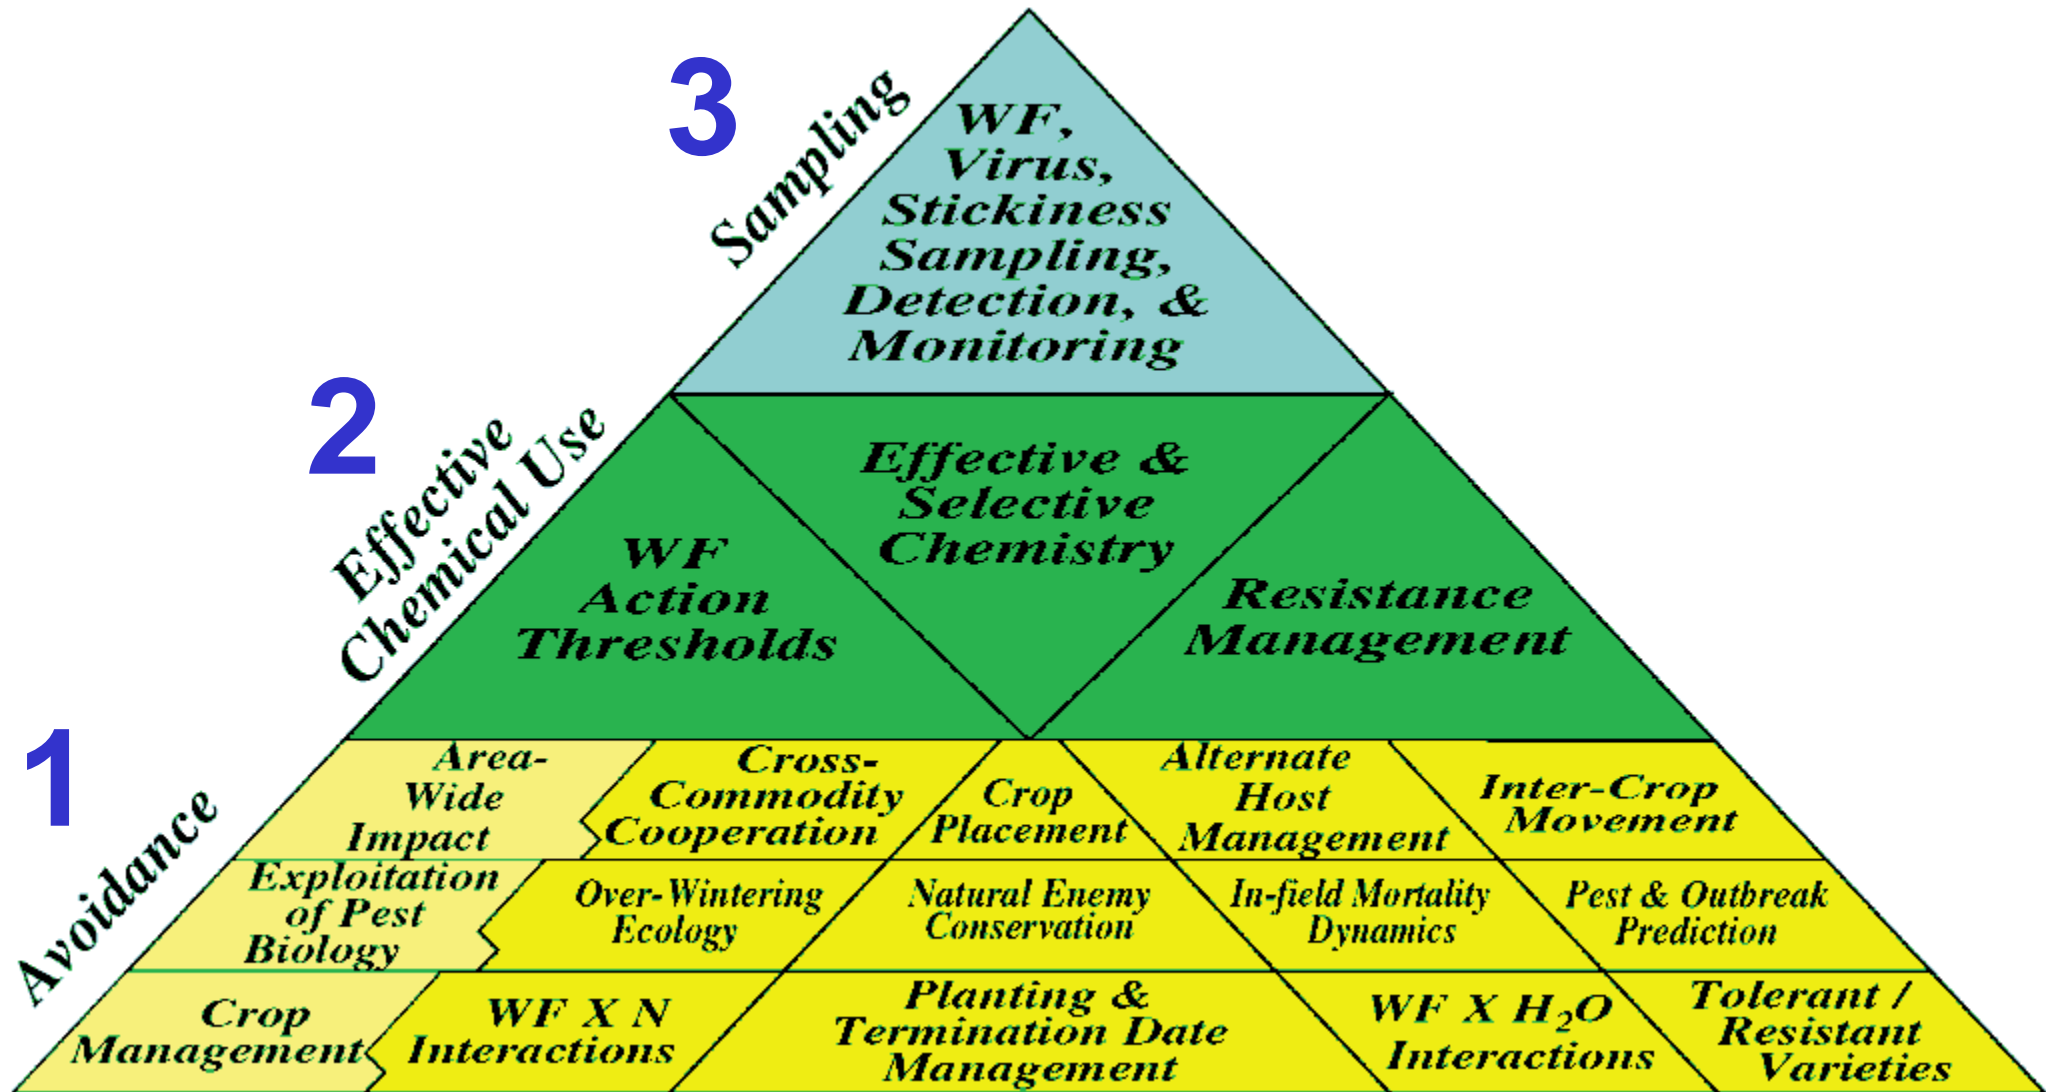 3
Sampling
WF,
Virus,
Stickiness
Sampling,
Detection, &
Monitoring
2
Effective
Chemical Use
WF
Action
Thresholds
Effective &
Selective
Chemistry
Resistance
Management
1
Avoidance
Area-
Wide
Impact
Cross-
Commodity
Cooperation
Crop
Placement
Alternate
Host
Management
Inter-Crop
Movement
Exploitation
of Pest
Biology
Over-Wintering
Ecology
Natural Enemy
Conservation
In-field Mortality
Dynamics
Pest & Outbreak
Prediction
Crop
Management
WF X N
Interactions
Planting &
Termination Date
Management
WF X H₂O
Interactions
Tolerant /
Resistant
Varieties